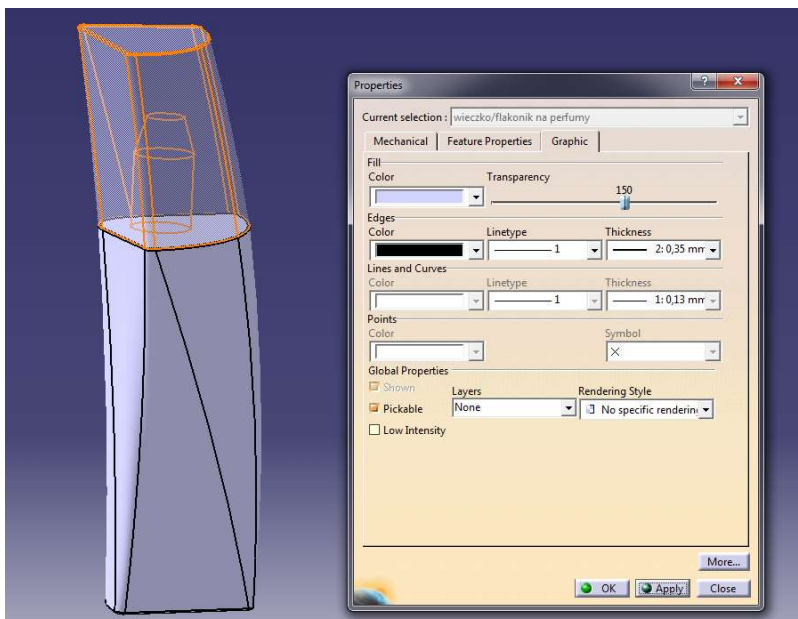 Properties
Current selection : wieczko/flakonik na perfumy
Mechanical Feature Properties Graphic
Fill
Color Transparency
150
Edges
Color Linetype Thickness
1 2: 0,35 mm
Lines and Curves
Color Linetype Thickness
1 1: 0,13 mm
Points
Color Symbol
Global Properties
Shown Layers Rendering Style
Pickable None No specific renderin
Low Intensity
More...
OK Apply Close